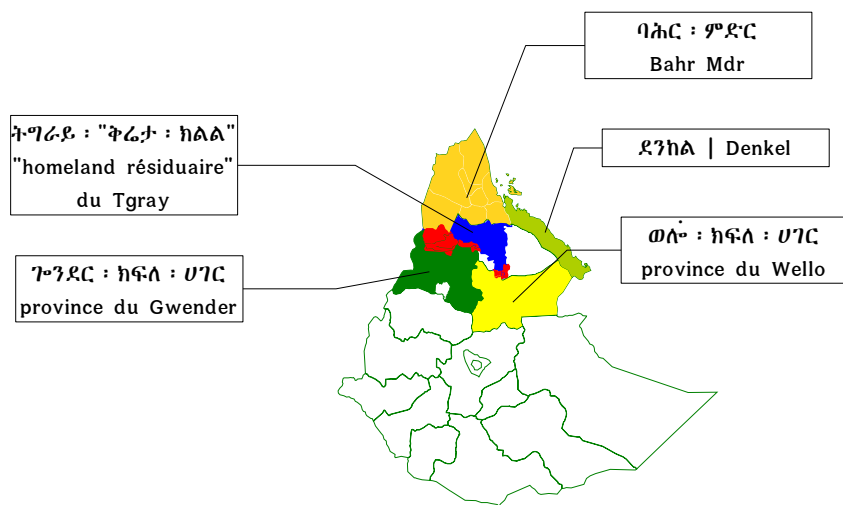 ባሕር ፡ ምድር
Bahr Mdr
ትግራይ ፡ "ቅሬታ ፡ ክልል"
"homeland résiduaire"
du Tgray
ደንከል | Denkel
ወሎ ፡ ክፍለ ፡ ሀገር
province du Wello
ጐንደር ፡ ክፍለ ፡ ሀገር
province du Gwender